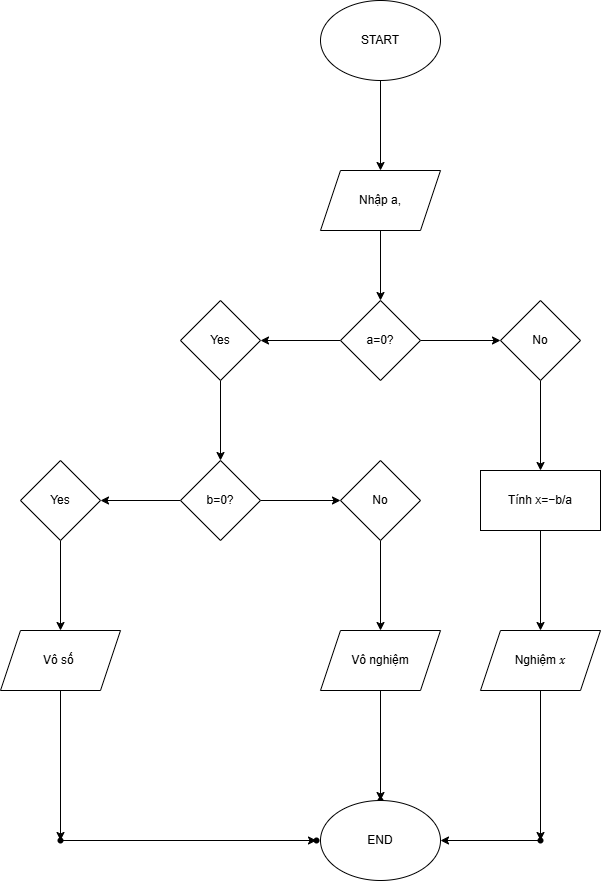 START
Nhập a,
Yes
a=0?
No
Yes
b=0?
No
Tính x=−b/a
Vô số
Vô nghiệm
Nghiệm x
END